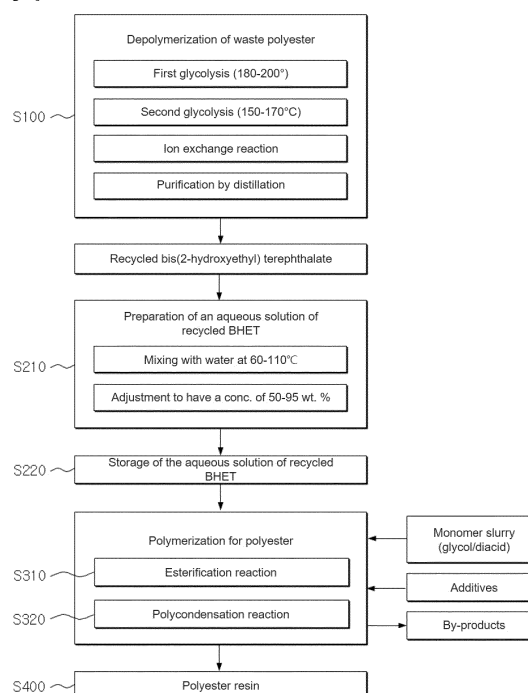 Depolymerization of waste polyester
First glycolysis (180-200°)
S100
Second glycolysis (150-170°C)
Ion exchange reaction
Purification by distillation
Recycled bis(2-hydroxyethyl) terephthalate
Preparation of an aqueous solution of
recycled BHET
S210
Mixing with water at 60-110℃
Adjustment to have a conc. of 50-95 wt. %
S220
Storage of the aqueous solution of recycled
BHET
Polymerization for polyester
Monomer slurry
(glycol/diacid)
S310
Esterification reaction
Additives
S320
Polycondensation reaction
By-products
S400
Polyester resin